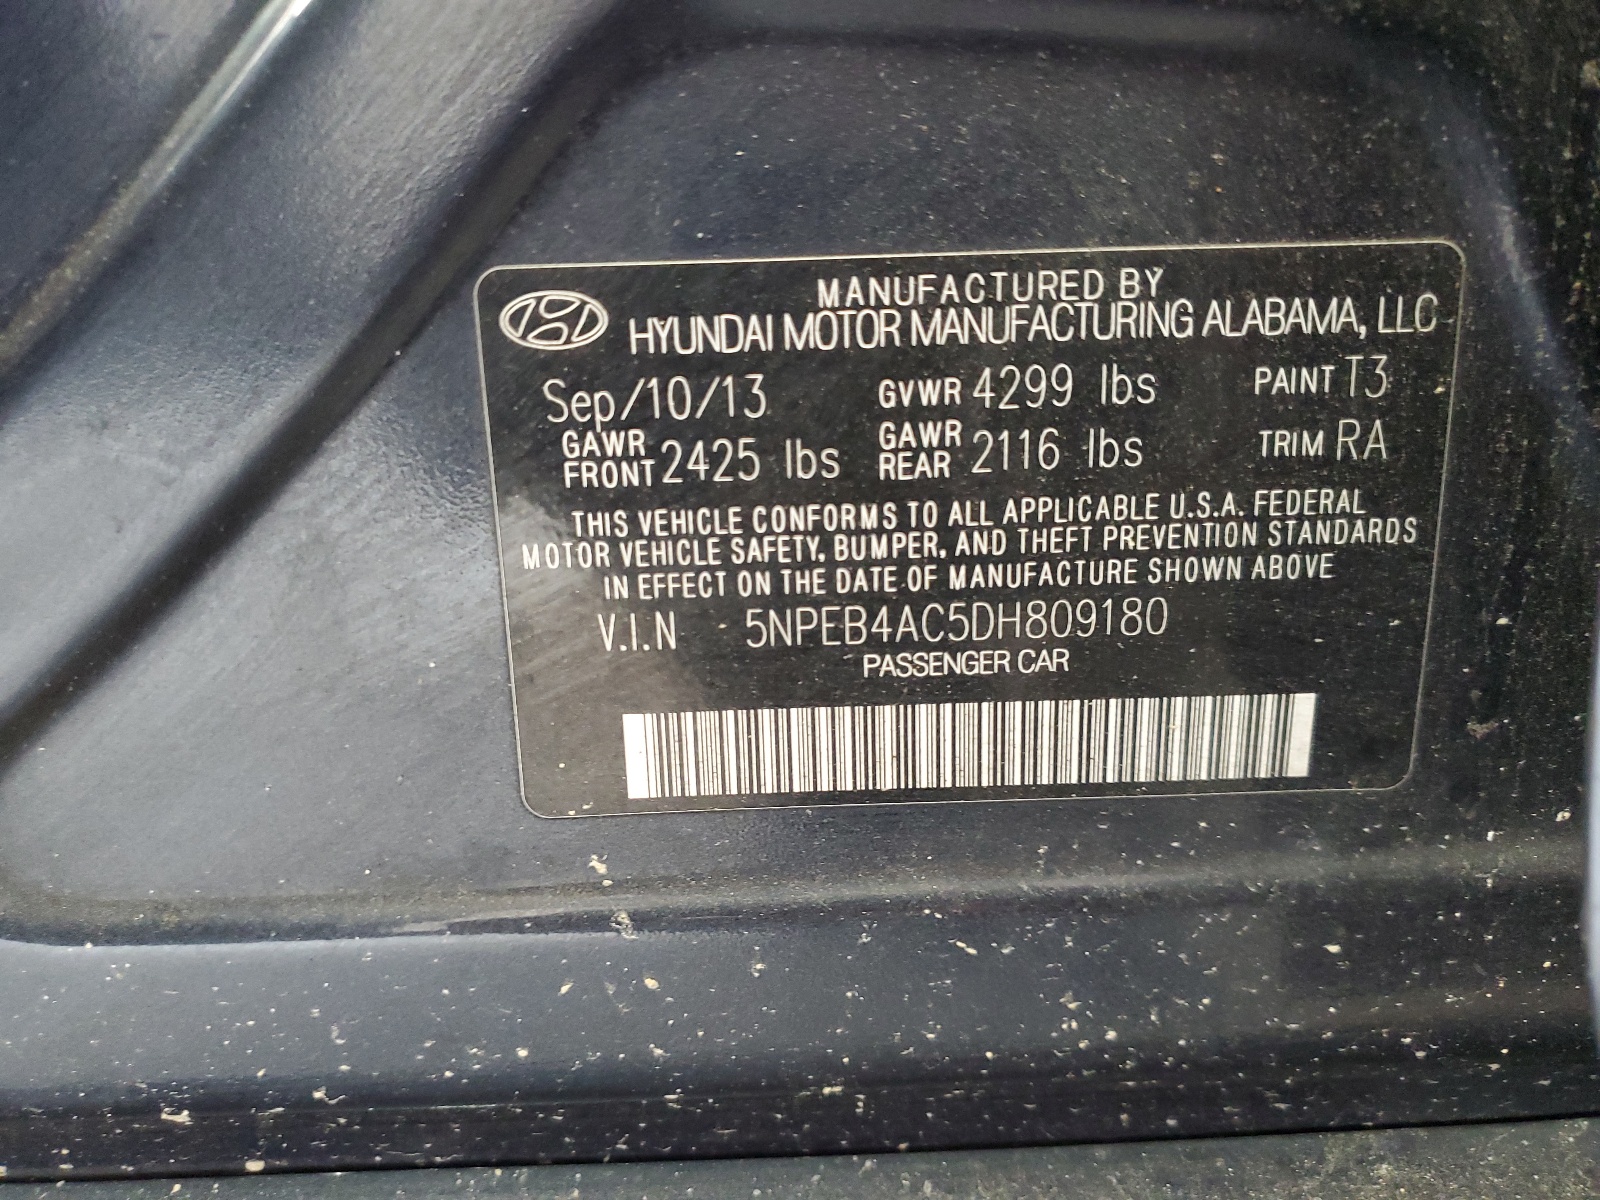 MANUFACTURED BY
HYUNDAI MOTOR MANUFACTURING ALABAMA, LLC
Sep/10/13 GVWR 4299 lbs PAINT T3
GAWR FRONT 2425 lbs GAWR REAR 2116 lbs TRIM RA
THIS VEHICLE CONFORMS TO ALL APPLICABLE U.S.A. FEDERAL
MOTOR VEHICLE SAFETY, BUMPER, AND THEFT PREVENTION STANDARDS
IN EFFECT ON THE DATE OF MANUFACTURE SHOWN ABOVE
V.I.N 5NPEB4AC5DH809180
PASSENGER CAR